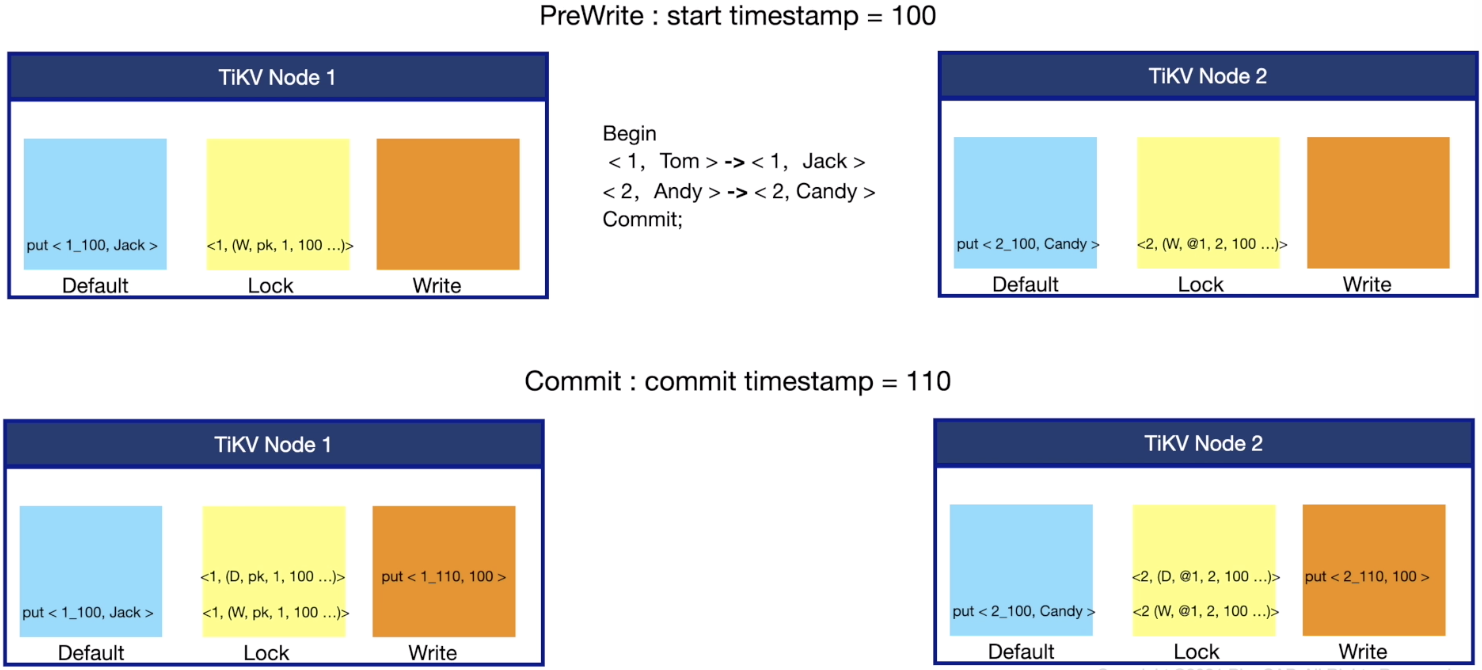 PreWrite : start timestamp = 100
TiKV Node 1
put < 1_100, Jack >
<1, (W, pk, 1, 100 ...)>
Default
Lock
Write
Begin
< 1, Tom > -> < 1, Jack >
< 2, Andy > -> < 2, Candy >
Commit;
TiKV Node 2
put < 2_100, Candy >
<2, (W, @1, 2, 100 ...)>
Default
Lock
Write
Commit : commit timestamp = 110
TiKV Node 1
<1, (D, pk, 1, 100 ...)>
put < 1_110, 100 >
put < 1_100, Jack >
<1, (W, pk, 1, 100 ...)>
Default
Lock
Write
TiKV Node 2
<2, (D, @1, 2, 100 ...)>
put < 2_110, 100 >
put < 2_100, Candy >
<2 (W, @1, 2, 100 ...)>
Default
Lock
Write